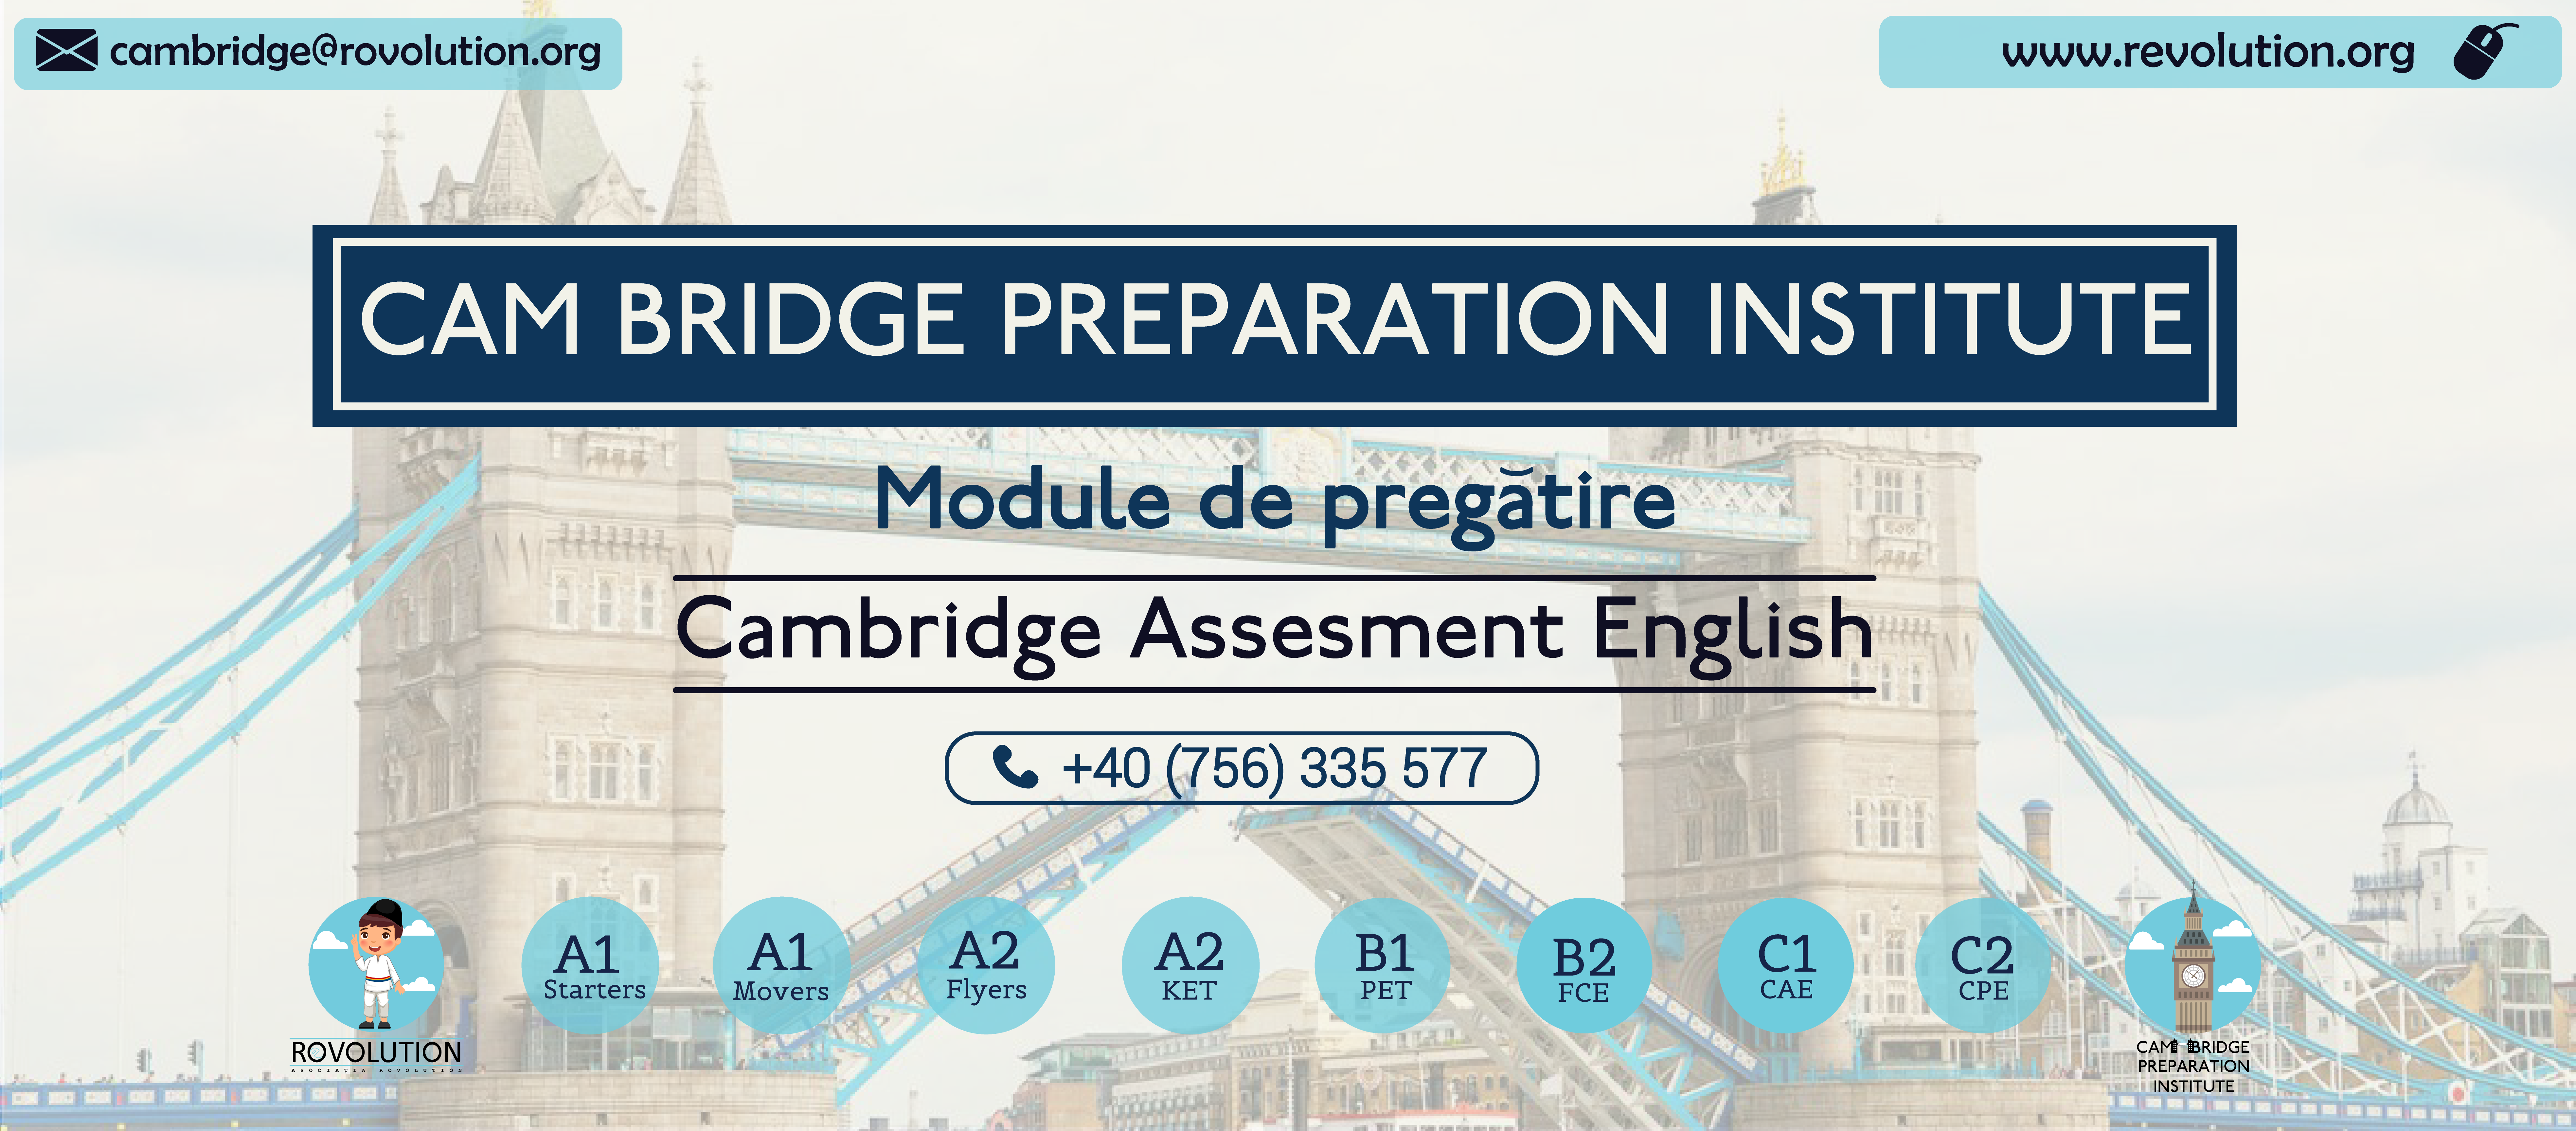 cambridge@rovolution.org
www.revolution.org
CAM BRIDGE PREPARATION INSTITUTE
Module de pregătire
Cambridge Assesment English
+40 (756) 335 577
A1
Starters
A1
Movers
A2
Flyers
A2
KET
B1
PET
B2
FCE
C1
CAE
C2
CPE
ROVOLUTION
ASOCIAȚIA ROVOLUTION
CAM BRIDGE
PREPARATION
INSTITUTE